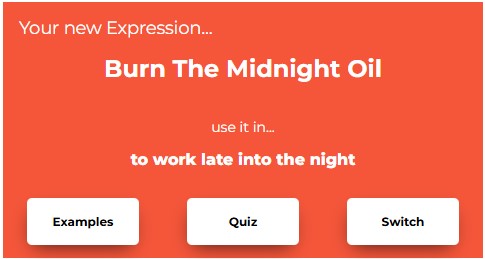 Your new Expression...
Burn The Midnight Oil
use it in...
to work late into the night
Examples Quiz Switch